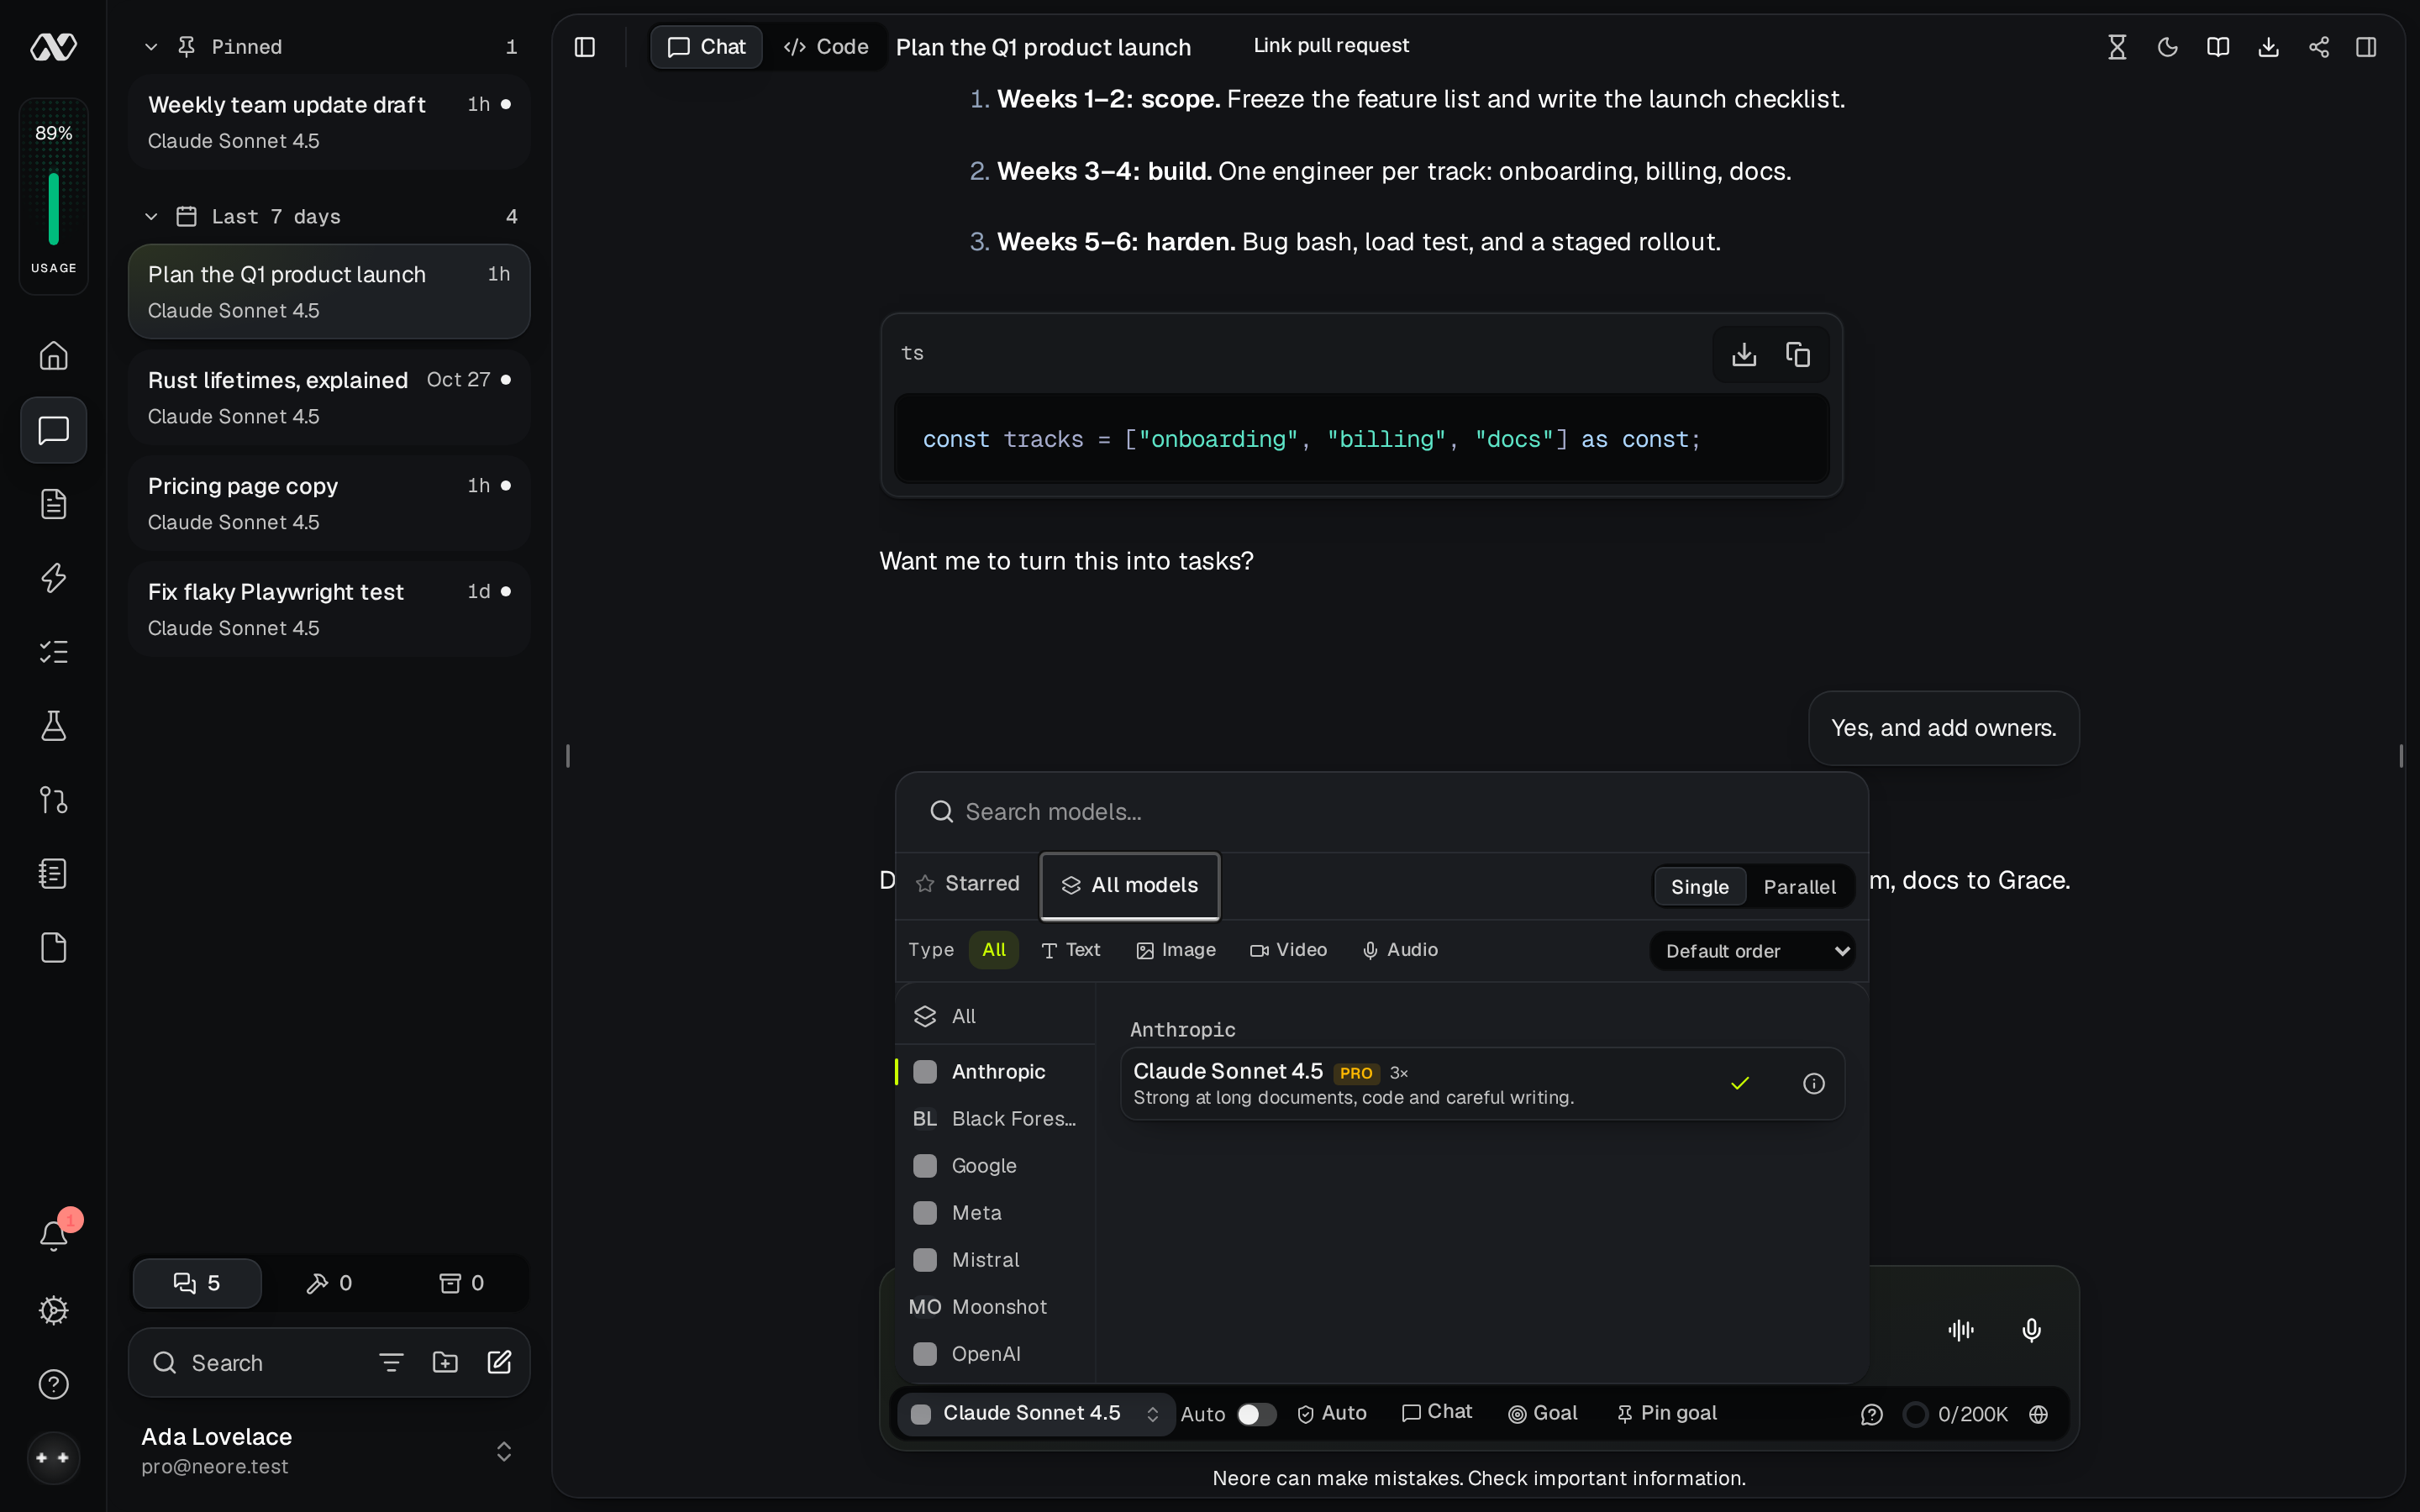 89%
USAGE
Pinned 1
Weekly team update draft 1h
Claude Sonnet 4.5
Last 7 days 4
Plan the Q1 product launch 1h
Claude Sonnet 4.5
Rust lifetimes, explained Oct 27
Claude Sonnet 4.5
Pricing page copy 1h
Claude Sonnet 4.5
Fix flaky Playwright test 1d
Claude Sonnet 4.5
1
5 0 0
Search
Ada Lovelace
pro@neore.test
Chat Code Plan the Q1 product launch Link pull request
1. Weeks 1–2: scope. Freeze the feature list and write the launch checklist.
2. Weeks 3–4: build. One engineer per track: onboarding, billing, docs.
3. Weeks 5–6: harden. Bug bash, load test, and a staged rollout.
ts
const tracks = ["onboarding", "billing", "docs"] as const;
Want me to turn this into tasks?
Yes, and add owners.
Search models...
D
Starred All models Single Parallel
m, docs to Grace.
Type All Text Image Video Audio Default order
All
Anthropic
BL Black Fores...
Google
Meta
Mistral
MO Moonshot
OpenAI
Anthropic
Claude Sonnet 4.5 PRO 3×
Strong at long documents, code and careful writing.
Claude Sonnet 4.5 Auto Auto Chat Goal Pin goal 0/200K
Neore can make mistakes. Check important information.